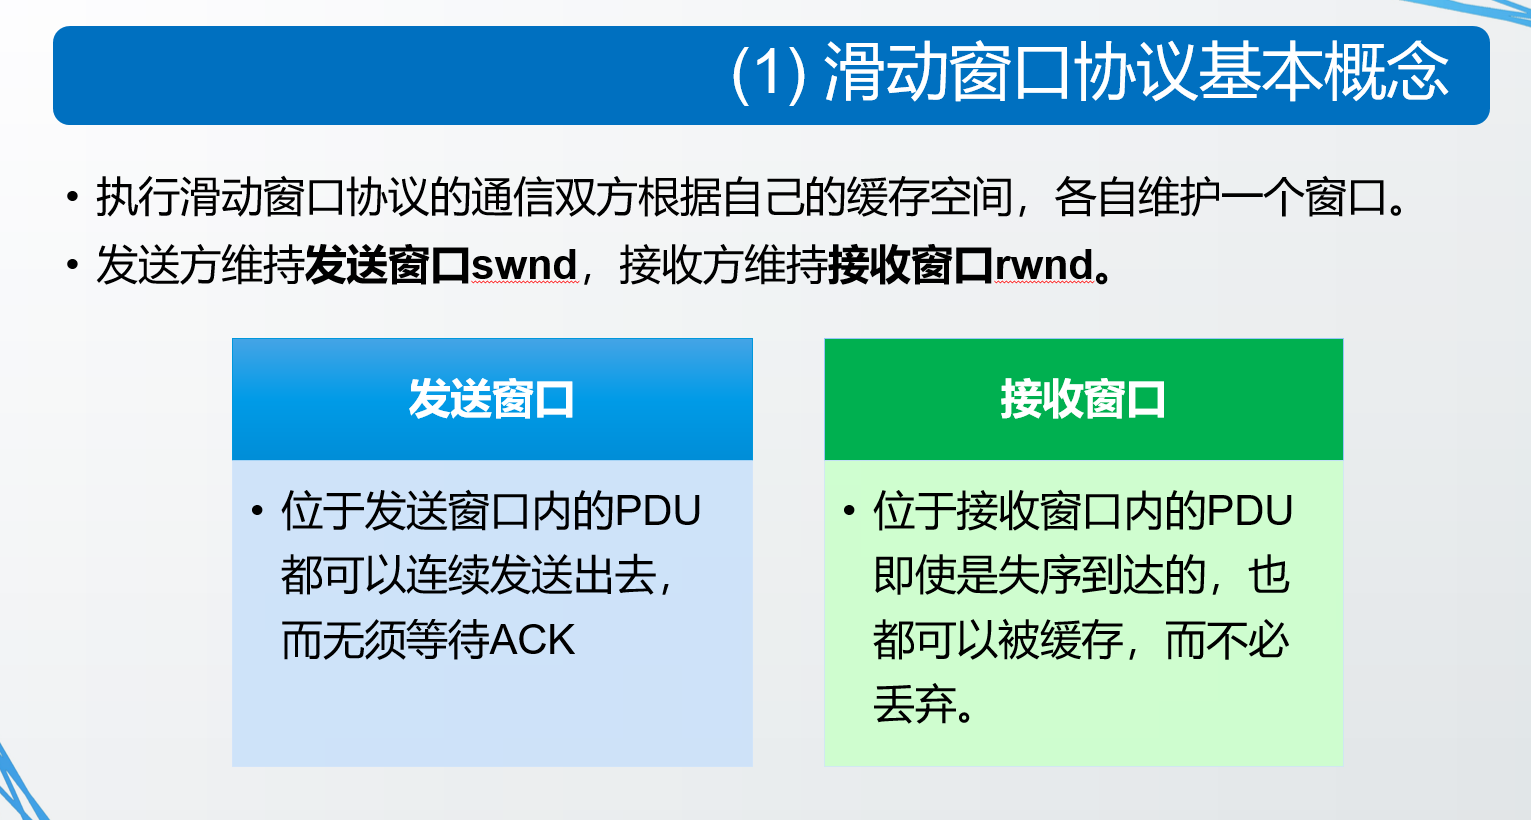 (1) 滑动窗口协议基本概念
• 执行滑动窗口协议的通信双方根据自己的缓存空间，各自维护一个窗口。
• 发送方维持发送窗口swnd，接收方维持接收窗口rwnd。
发送窗口
• 位于发送窗口内的PDU
都可以连续发送出去，
而无须等待ACK
接收窗口
• 位于接收窗口内的PDU
即使是失序到达的，也
都可以被缓存，而不必
丢弃。